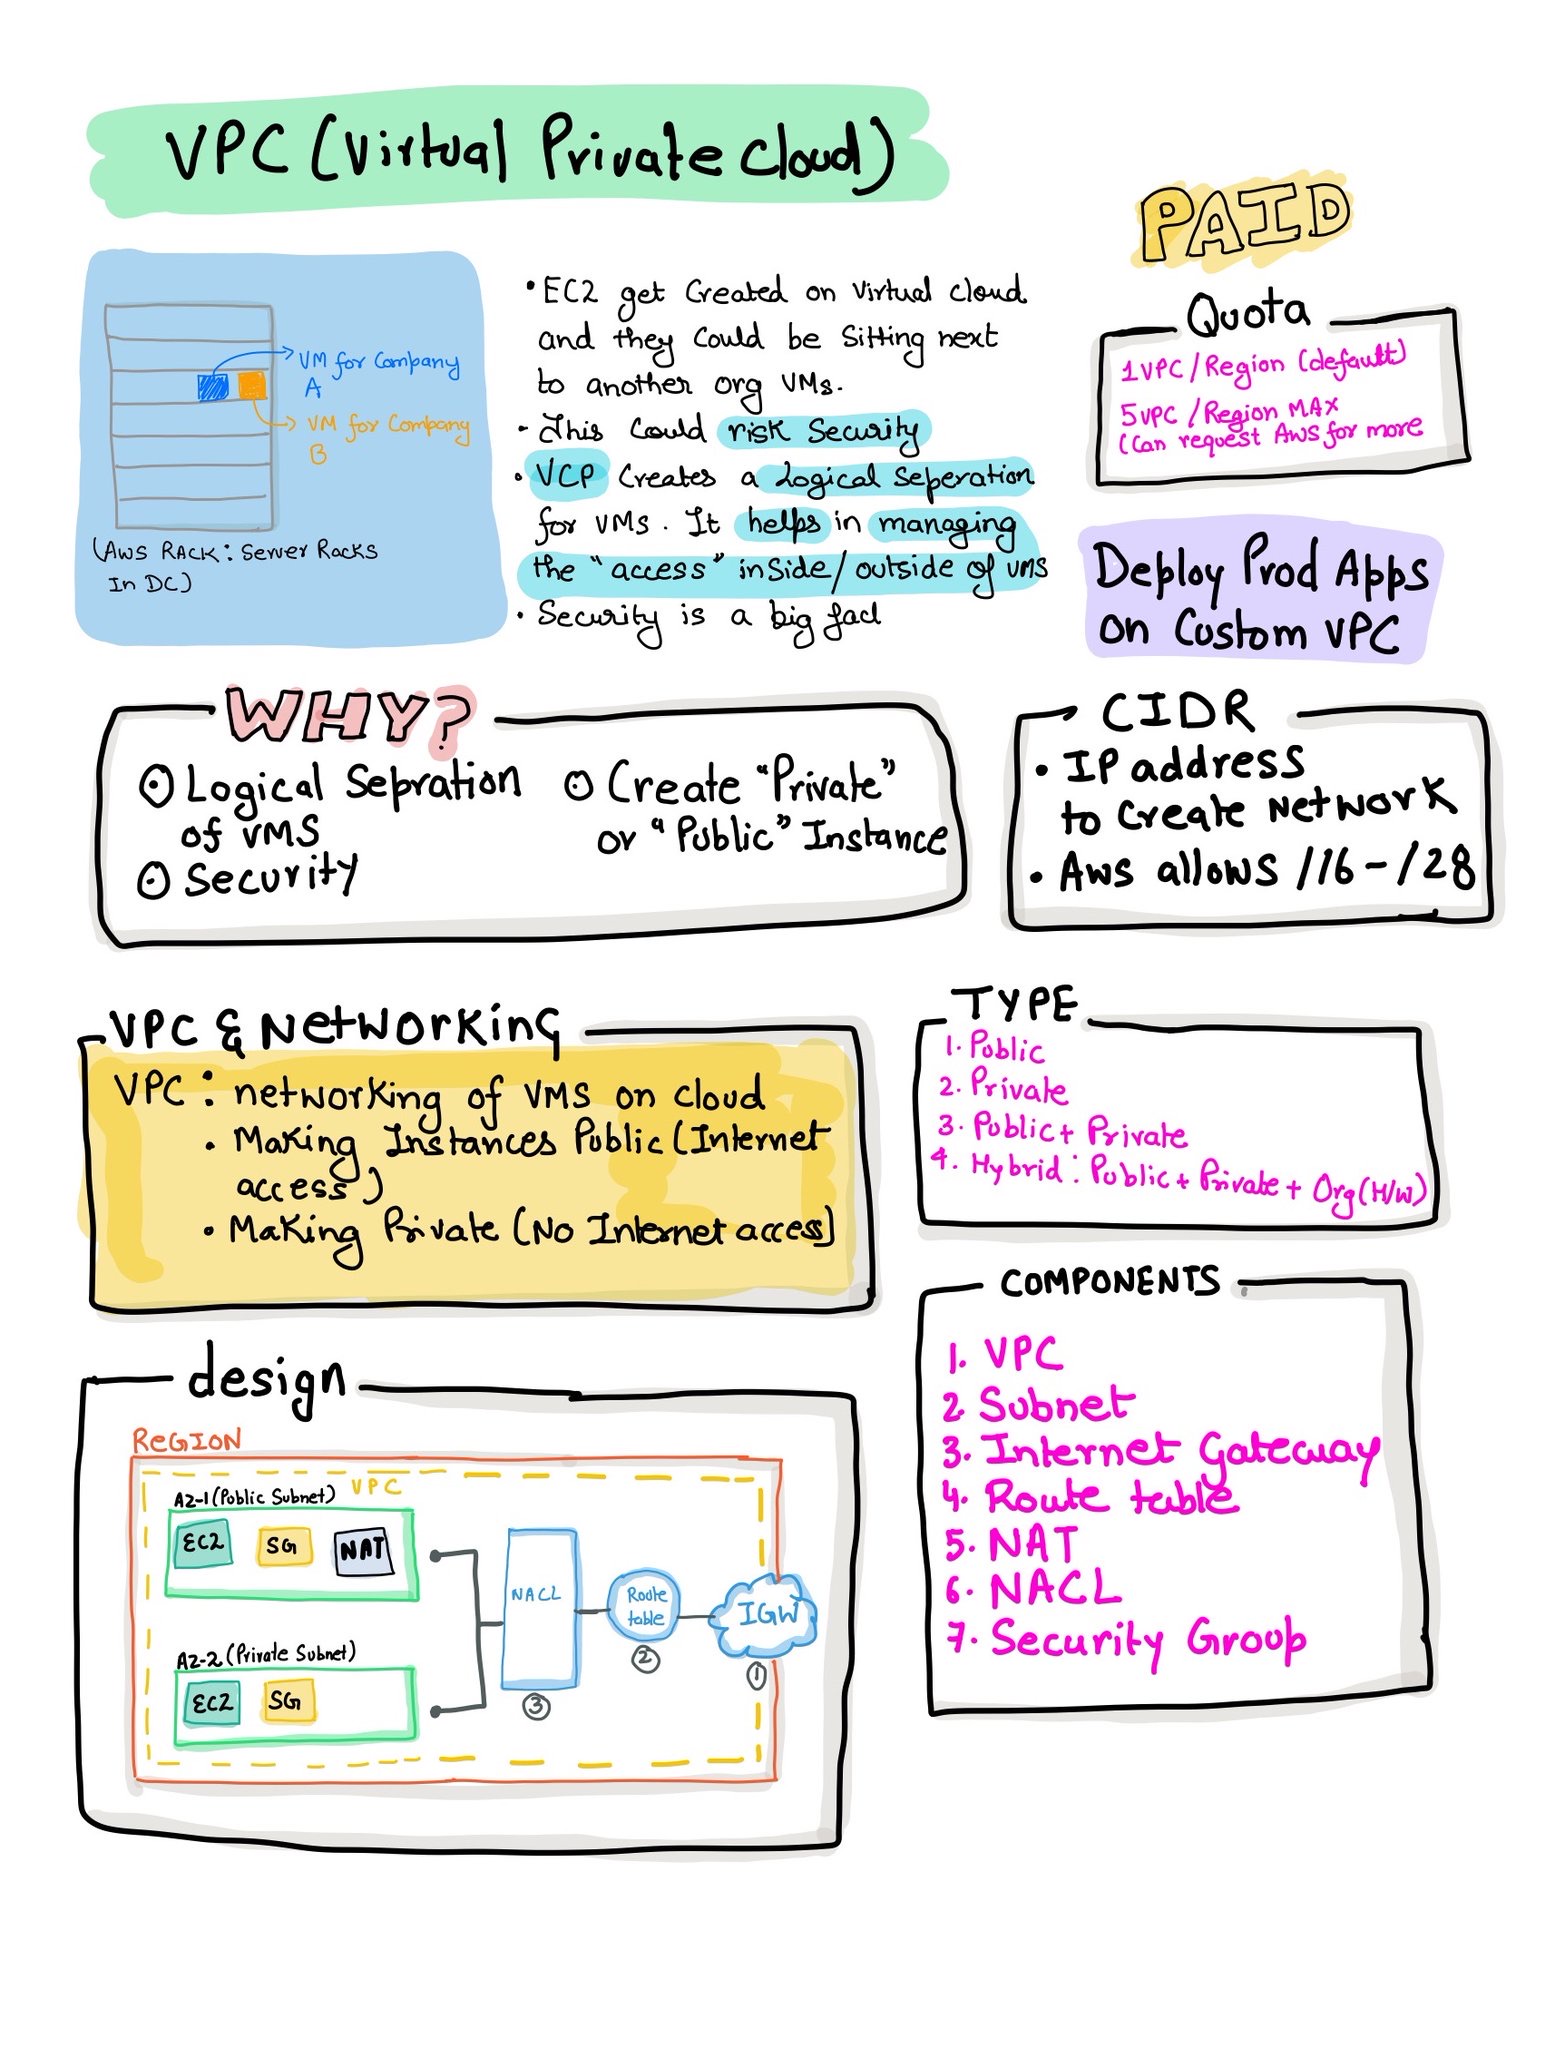 VPC (Virtual Private Cloud)
PAID
VM for Company
A
VM for Company
B
(AWS RACK: Server Racks
In DC)
• EC2 get Created on Virtual cloud
and they Could be Sitting next
to another org VMs.
• This Could risk Security
• VCP Creates a Logical Seperation
for VMs. It helps in managing
the "access" inside/outside of VMs
• Security is a big fact
Quota
1VPC/Region (default)
5VPC/Region MAX
(Can request AWS for more
Deploy Prod Apps
on Custom VPC
WHY?
Logical Sepration
of VMS
Security
Create "Private"
or "Public" Instance
CIDR
• IP address
to Create Network
• Aws allows /16-/28
VPC & Networking
VPC: networking of VMS on cloud
• Making Instances Public (Internet
access)
• Making Private (No Internet access)
TYPE
1. Public
2. Private
3. Public + Private
4. Hybrid: Public + Private + Org(H/W)
COMPONENTS
1. VPC
2. Subnet
3. Internet Gateway
4. Route table
5. NAT
6. NACL
7. Security Group
design
REGION
VPC
AZ-1 (Public Subnet)
EC2
SG
NAT
AZ-2 (Private Subnet)
EC2
SG
NACL
3
Route
table
2
IGW
1